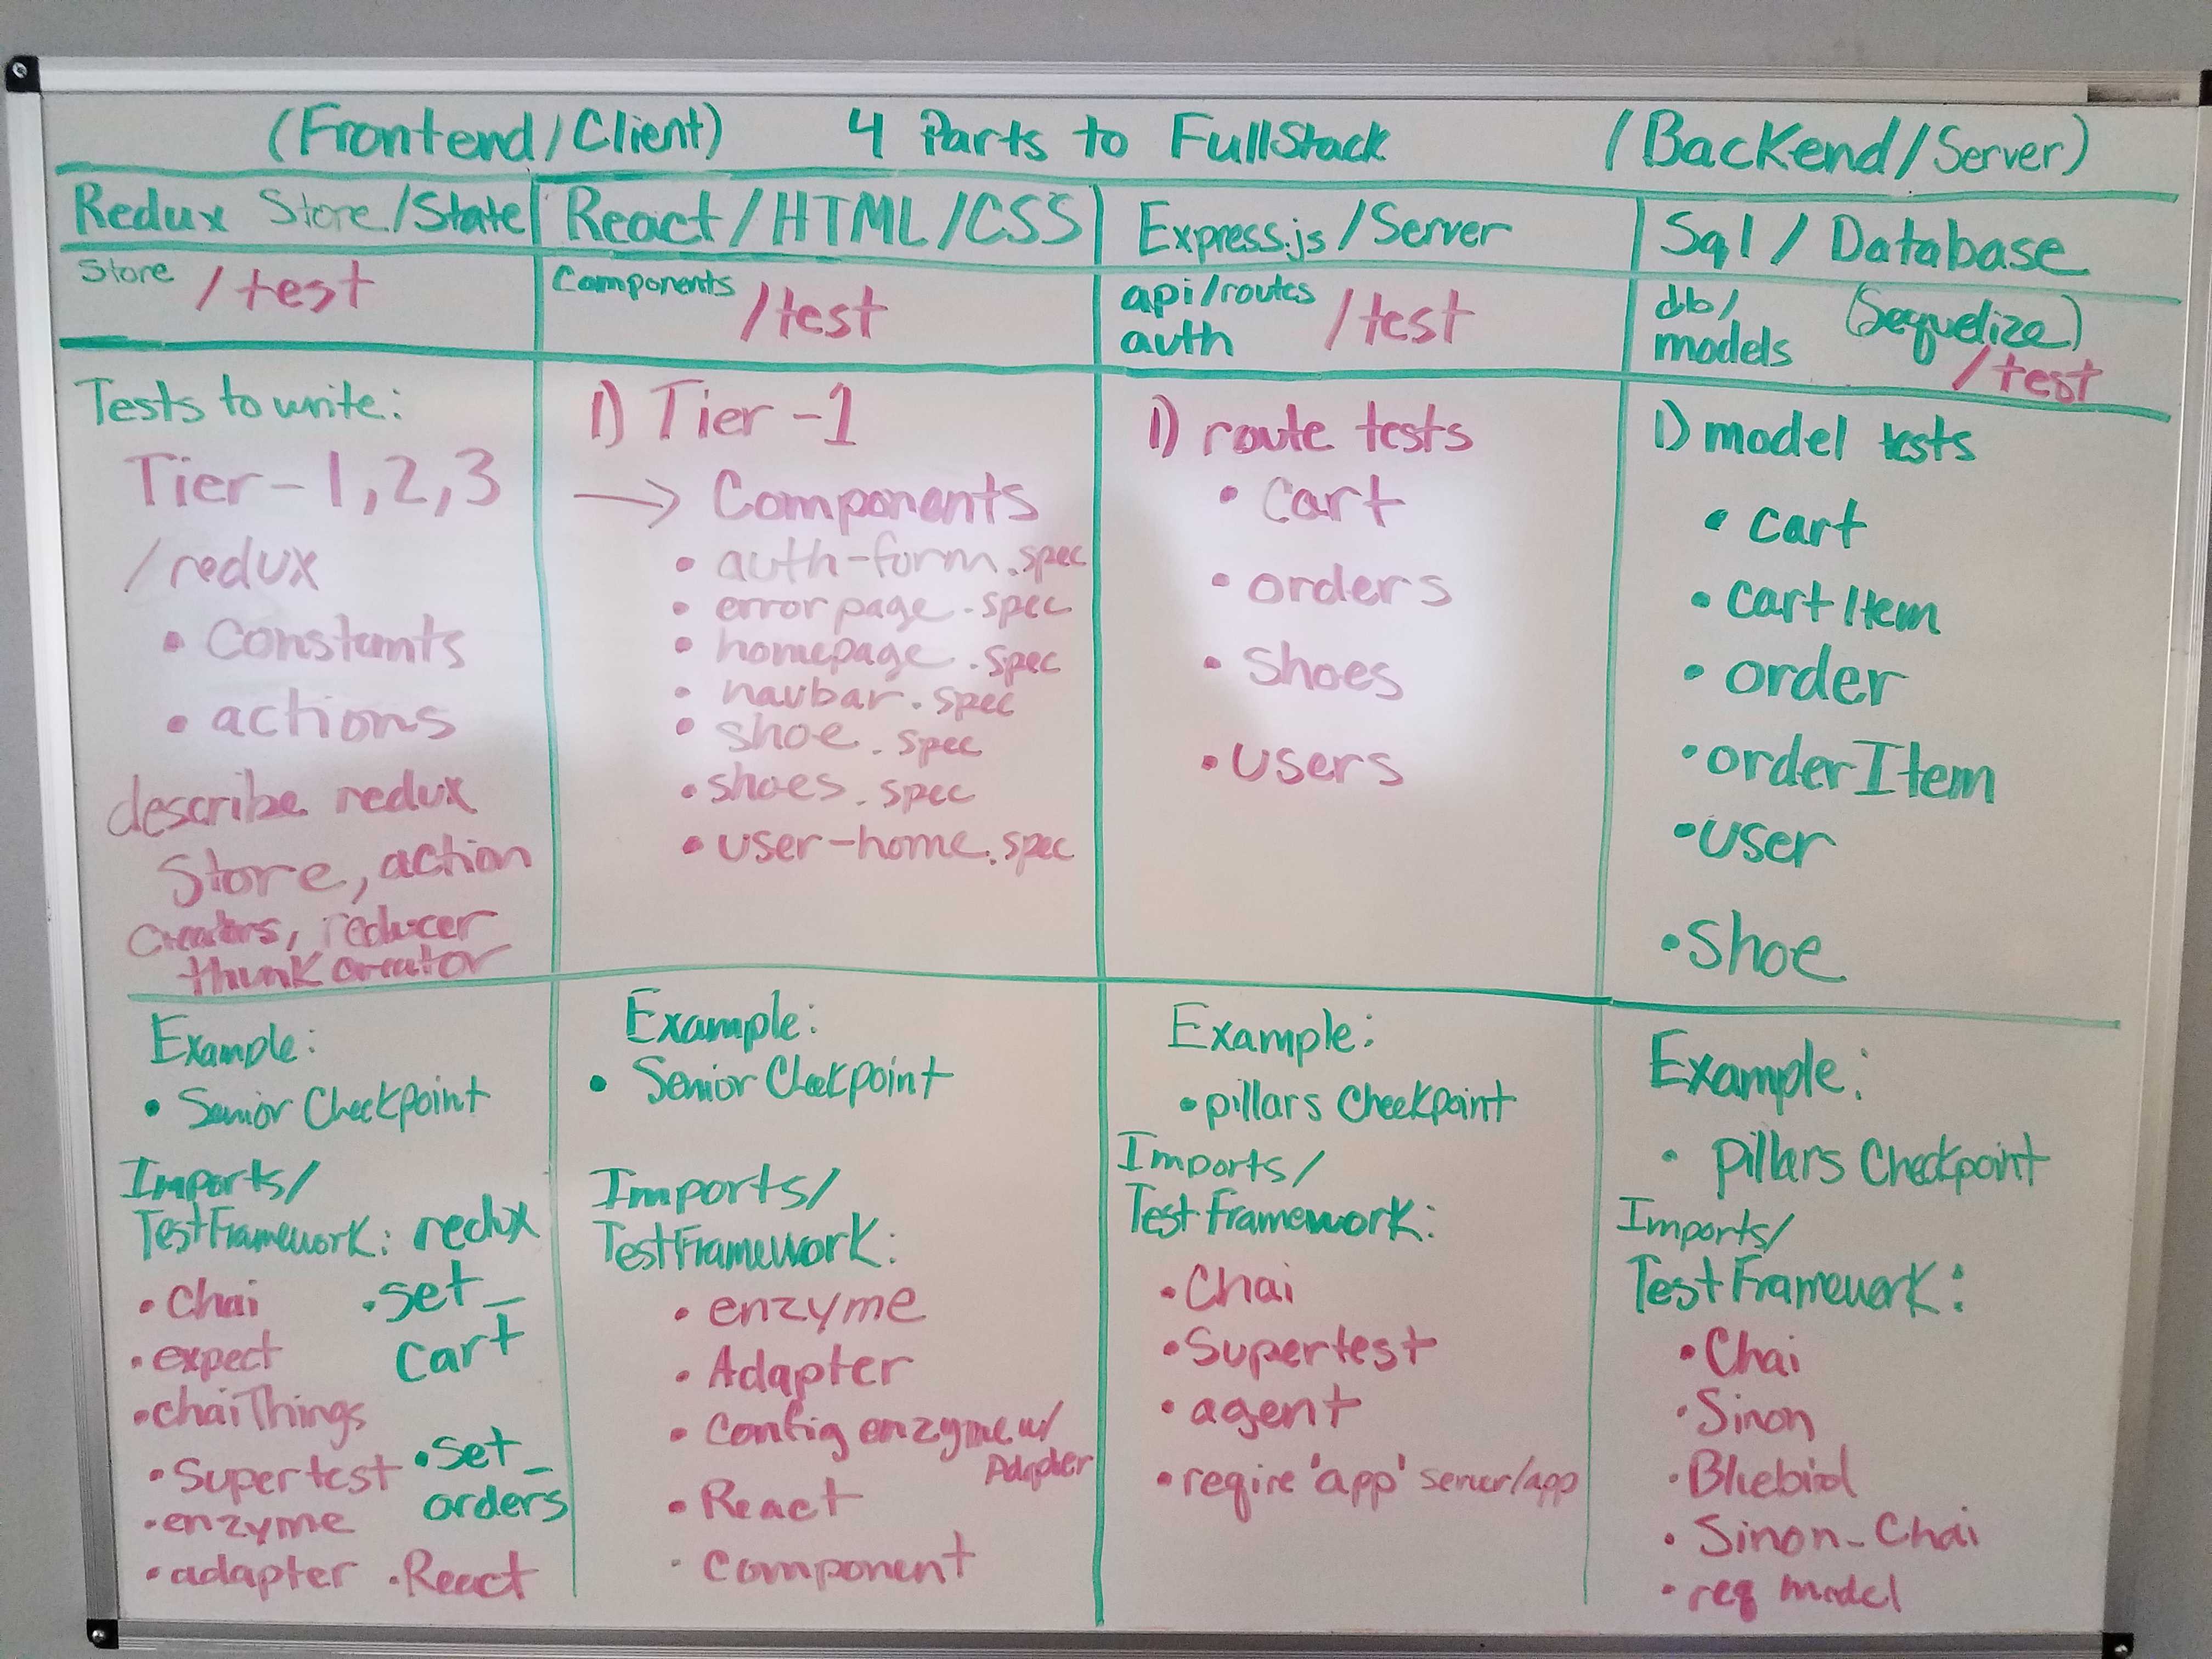 (Frontend/Client) 4 Parts to FullStack (Backend/Server)
Redux Store/State
Store /test
Tests to write:
Tier-1,2,3
/redux
• Constants
• actions
describe redux
Store, action
creators, reducer
thunk creator
Example:
• Senior Checkpoint
Imports/
TestFramework: redux
• Chai
• expect
• chaiThings
• Supertest
• enzyme
• adapter
• set_
cart
• set_
orders
• React
React/HTML/CSS
Components /test
1) Tier-1
→ Components
• auth-form.spec
• errorpage.spec
• homepage.spec
• navbar.spec
• shoe.spec
• shoes.spec
• user-home.spec
Example:
• Senior Checkpoint
Imports/
TestFramework:
• enzyme
• Adapter
• Config enzyme w/
Adapter
• React
• Component
Express.js/Server
api/routes
auth /test
1) route tests
• cart
• orders
• shoes
• users
Example:
• pillars Checkpoint
Imports/
Test Framework:
• Chai
• Supertest
• agent
• reqire 'app' server/app
Sql / Database
db/
models
(Sequelize)
/test
1) model tests
• cart
• cartItem
• order
• orderItem
• user
• shoe
Example:
• pillars Checkpoint
Imports/
Test Framework:
• Chai
• Sinon
• Bluebird
• Sinon-Chai
• req model